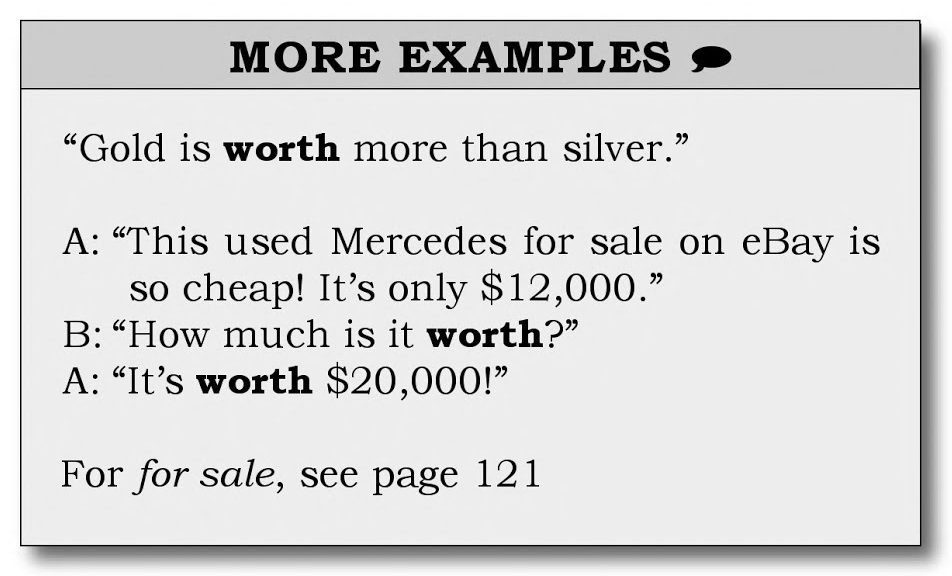 MORE EXAMPLES
“Gold is worth more than silver.”
A: “This used Mercedes for sale on eBay is
so cheap! It’s only $12,000.”
B: “How much is it worth?”
A: “It’s worth $20,000!”
For for sale, see page 121